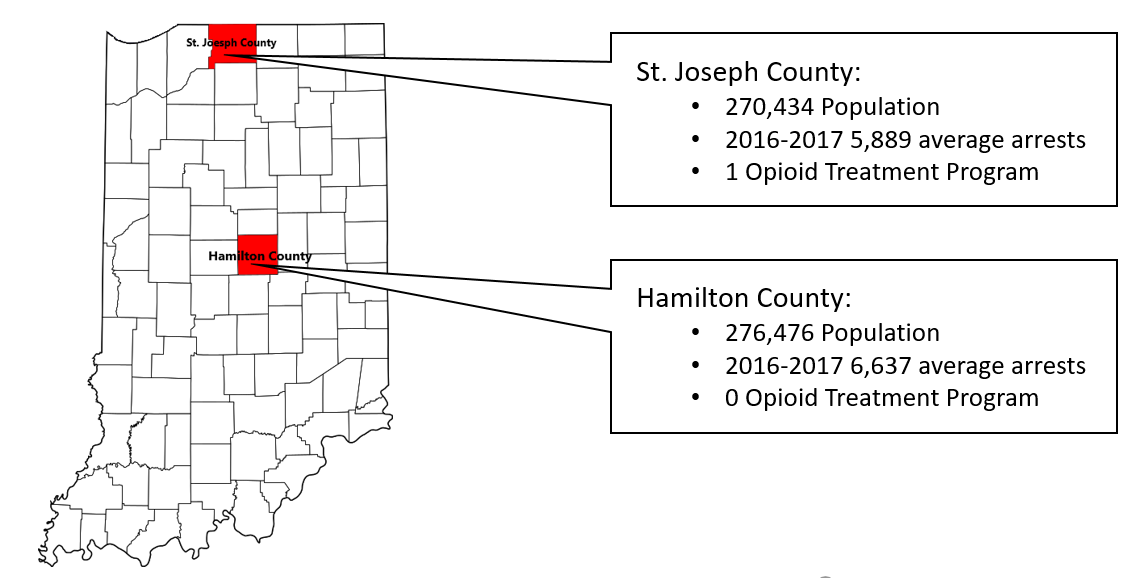 St. Joesph County
St. Joseph County:
• 270,434 Population
• 2016-2017 5,889 average arrests
• 1 Opioid Treatment Program
Hamilton County
Hamilton County:
• 276,476 Population
• 2016-2017 6,637 average arrests
• 0 Opioid Treatment Program